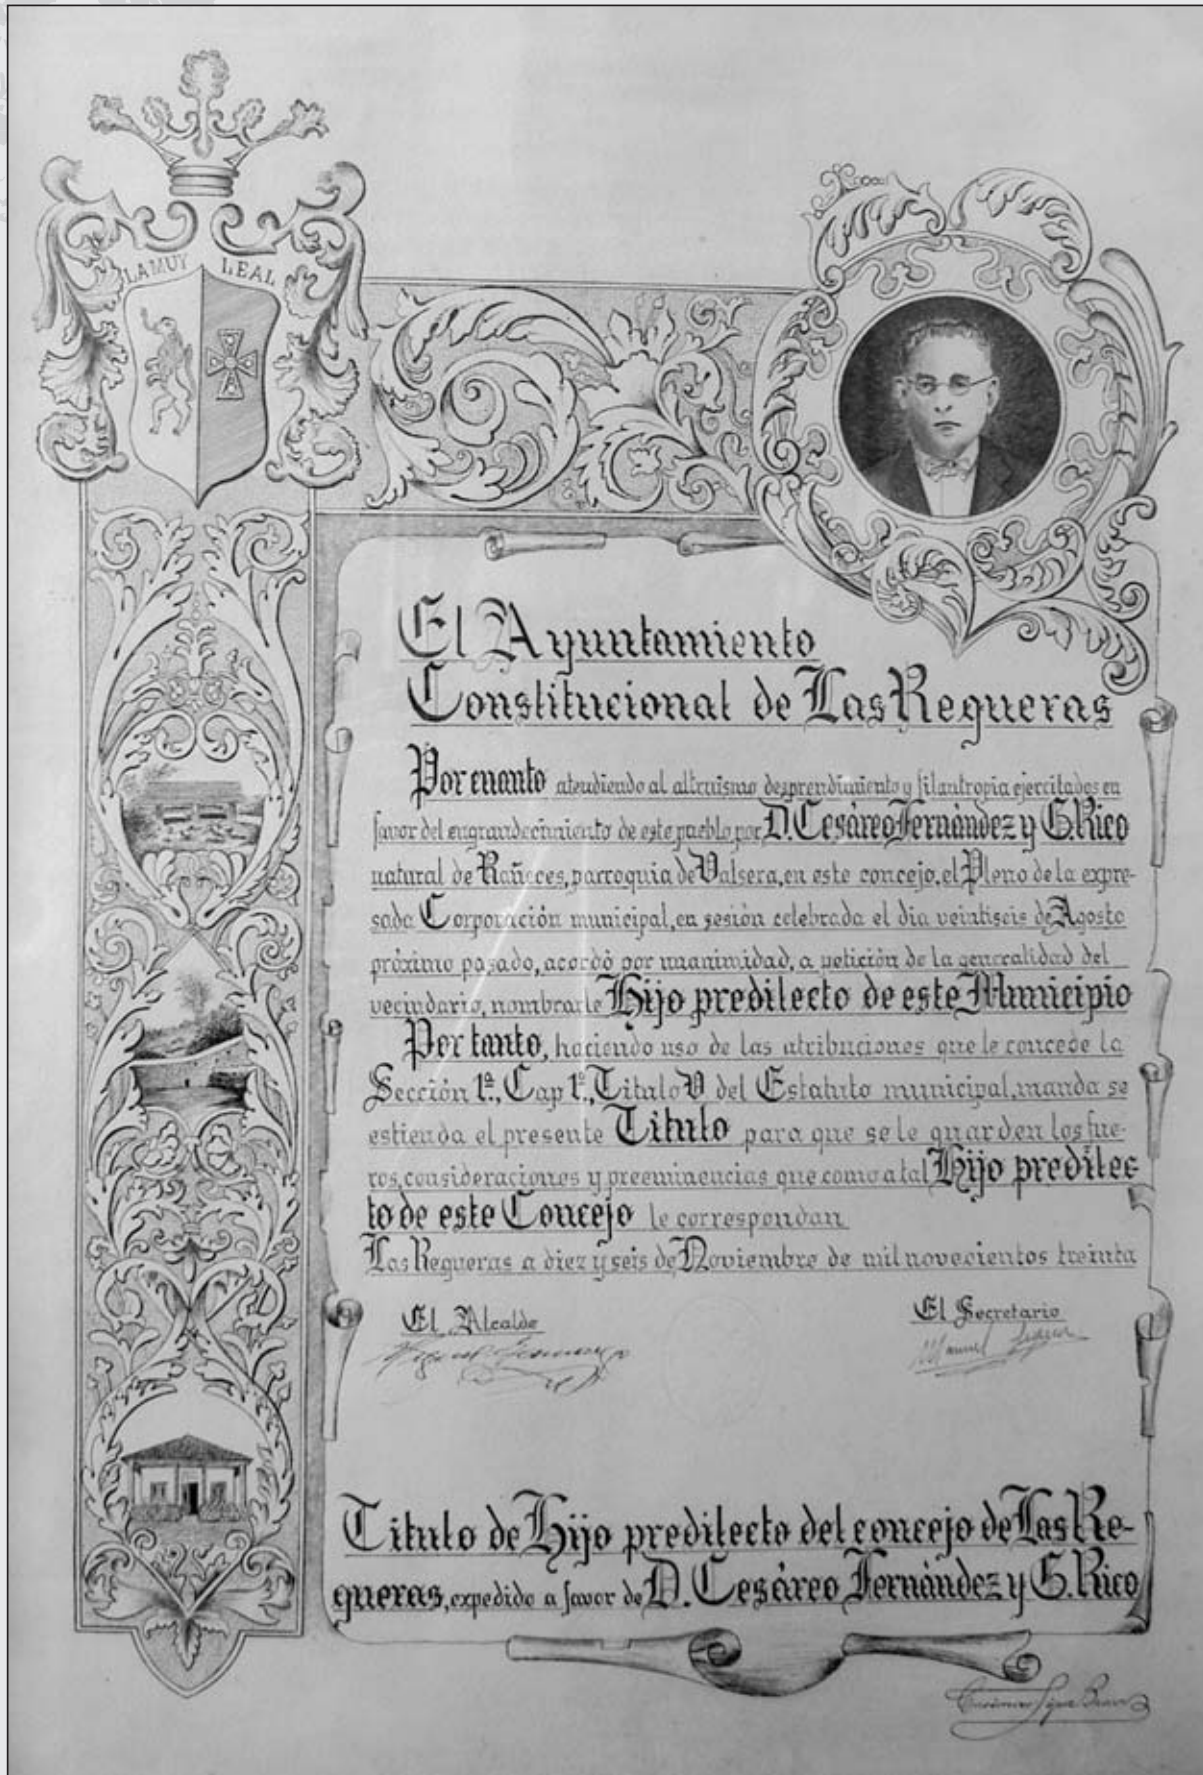 LA MUY LEAL
El Ayuntamiento
Constitucional de Las Regueras
Por cuanto atendiendo al altruismo desprendimiento y filantropia ejercitados en
favor del engrandecimiento de este pueblo por D. Cesáreo Fernández y G. Rico
natural de Rañeces, parroquia de Valsera, en este concejo, el Pleno de la expre-
sada Corporación municipal, en sesión celebrada el dia veintiseis de Agosto
próximo pasado, acordó por unanimidad, a petición de la generalidad del
vecindario, nombrarle Hijo predilecto de este Municipio
Por tanto, haciendo uso de las atribuciones que le concede la
Sección 1ª, Cap 1º, Titulo V del Estatuto municipal, manda se
estienda el presente Titulo para que se le guarden los fue-
ros, consideraciones y preeminencias que como a tal Hijo predilec
to de este Concejo le correspondan
Las Regueras a diez y seis de Noviembre de mil novecientos treinta
El Alcalde
El Secretario
Manuel
Titulo de Hijo predilecto del concejo de Las Re-
gueras, expedido a favor de D. Cesáreo Fernández y G. Rico